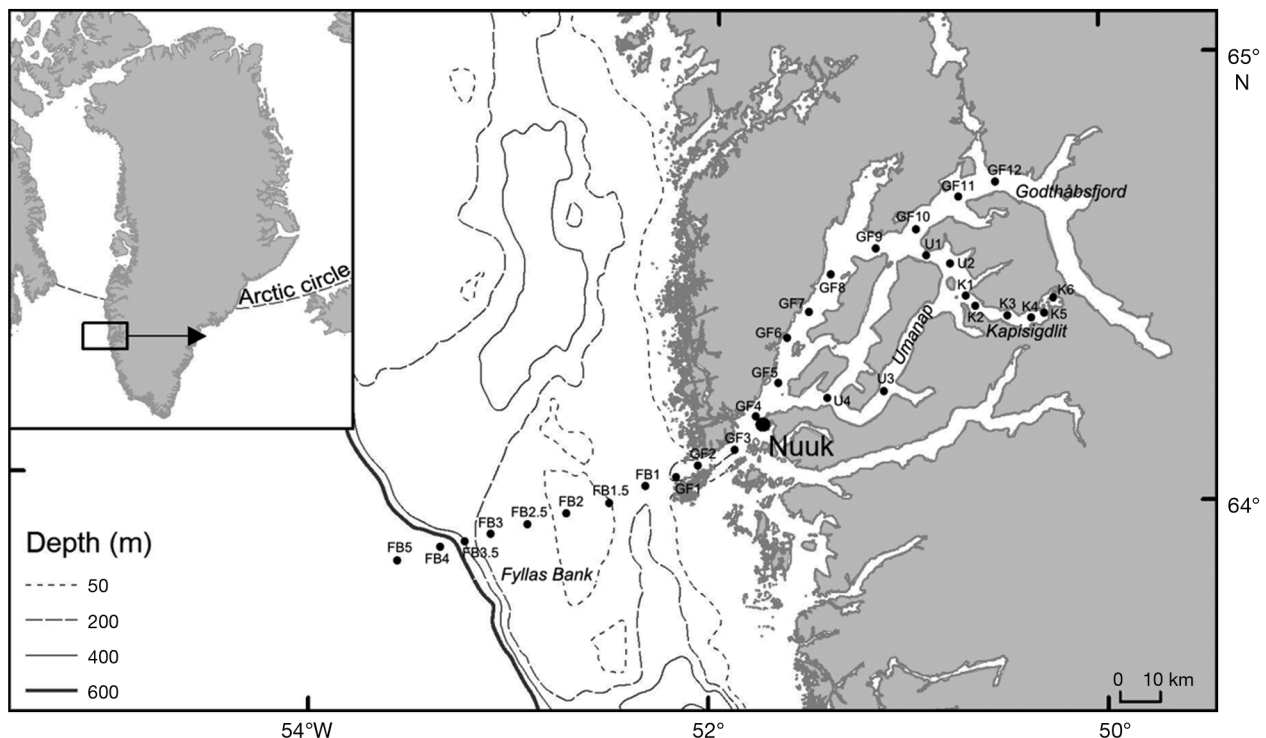 65°
N
Arctic circle
GF12
GF11
Godthåbsfjord
GF10
GF9
U1
U2
GF8
K1
K6
GF7
K2
K3
K4
K5
Kapisigdlit
GF6
Umanap
GF5
U3
U4
GF4
Nuuk
GF3
GF2
GF1
FB1
FB1.5
FB2
FB2.5
FB3
FB3.5
FB4
FB5
64°
Fyllas Bank
Depth (m)
50
200
400
600
0 10 km
54°W
52°
50°